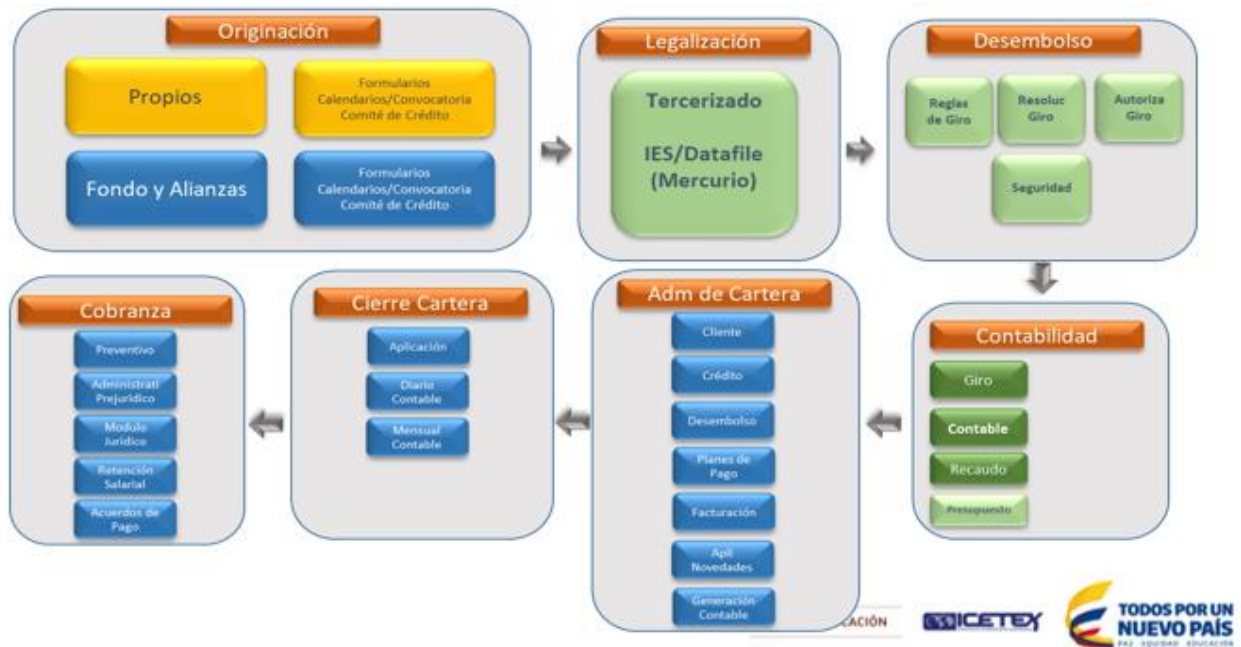 Originación
Propios
Formularios
Calendarios/Convocatoria
Comité de Crédito
Fondo y Alianzas
Formularios
Calendarios/Convocatoria
Comité de Crédito
Legalización
Tercerizado
IES/Datafile
(Mercurio)
Desembolso
Reglas
de Giro
Resoluc
Giro
Autoriza
Giro
Seguridad
Contabilidad
Giro
Contable
Recaudo
Presupuesto
Adm de Cartera
Cliente
Crédito
Desembolso
Planes de
Pago
Facturación
Apli
Novedades
Generación
Contable
Cierre Cartera
Aplicación
Diario
Contable
Mensual
Contable
Cobranza
Preventivo
Administrati
Prejurídico
Modulo
Jurídico
Retención
Salarial
Acuerdos de
Pago
CACIÓN
ICETEX
TODOS POR UN
NUEVO PAÍS
PAZ EQUIDAD EDUCACIÓN